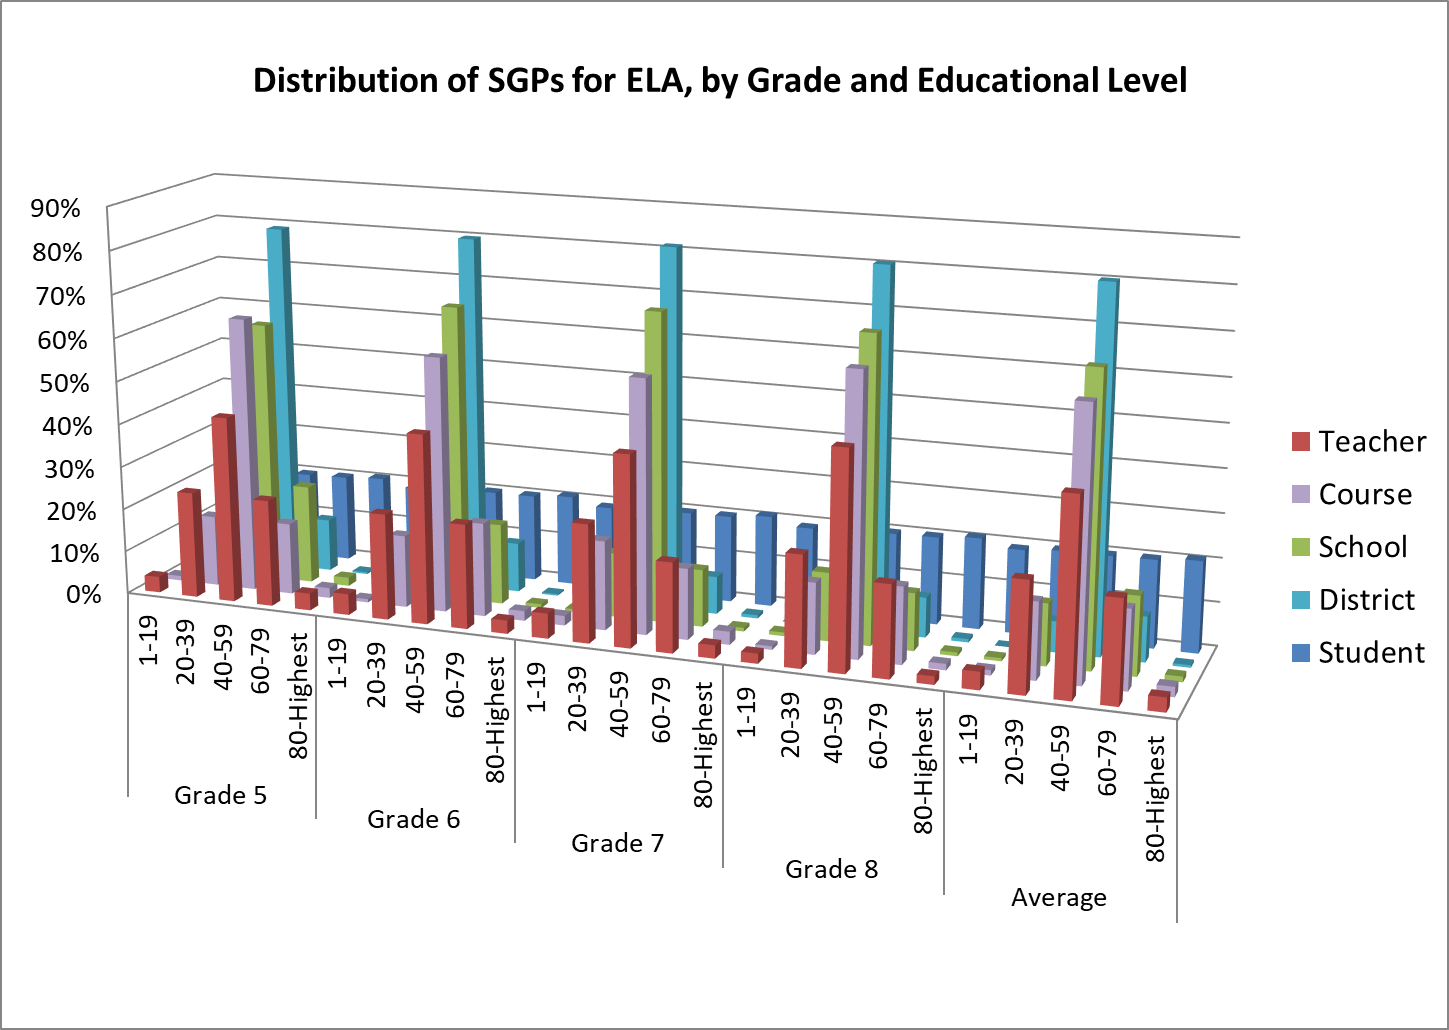 Distribution of SGPs for ELA, by Grade and Educational Level
90%
80%
70%
60%
50%
40%
30%
20%
10%
0%
1-19
20-39
40-59
60-79
80-Highest
1-19
20-39
40-59
60-79
80-Highest
1-19
20-39
40-59
60-79
80-Highest
1-19
20-39
40-59
60-79
80-Highest
1-19
20-39
40-59
60-79
80-Highest
Grade 5
Grade 6
Grade 7
Grade 8
Average
Teacher
Course
School
District
Student